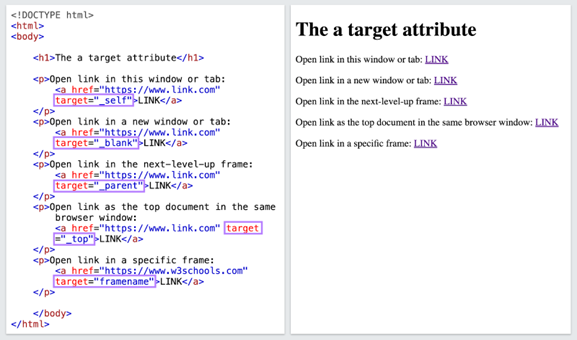 <!DOCTYPE html>
<html>
<body>
<h1>The a target attribute</h1>
<p>Open link in this window or tab:
<a href="https://www.link.com"
target="_self">LINK</a>
</p>
<p>Open link in a new window or tab:
<a href="https://www.link.com"
target="_blank">LINK</a>
</p>
<p>Open link in the next-level-up frame:
<a href="https://www.link.com"
target="_parent">LINK</a>
</p>
<p>Open link as the top document in the same
browser window:
<a href="https://www.link.com" target
="_top">LINK</a>
</p>
<p>Open link in a specific frame:
<a href="https://www.w3schools.com"
target="framename">LINK</a>
</p>
</body>
</html>
The a target attribute
Open link in this window or tab: LINK
Open link in a new window or tab: LINK
Open link in the next-level-up frame: LINK
Open link as the top document in the same browser window: LINK
Open link in a specific frame: LINK